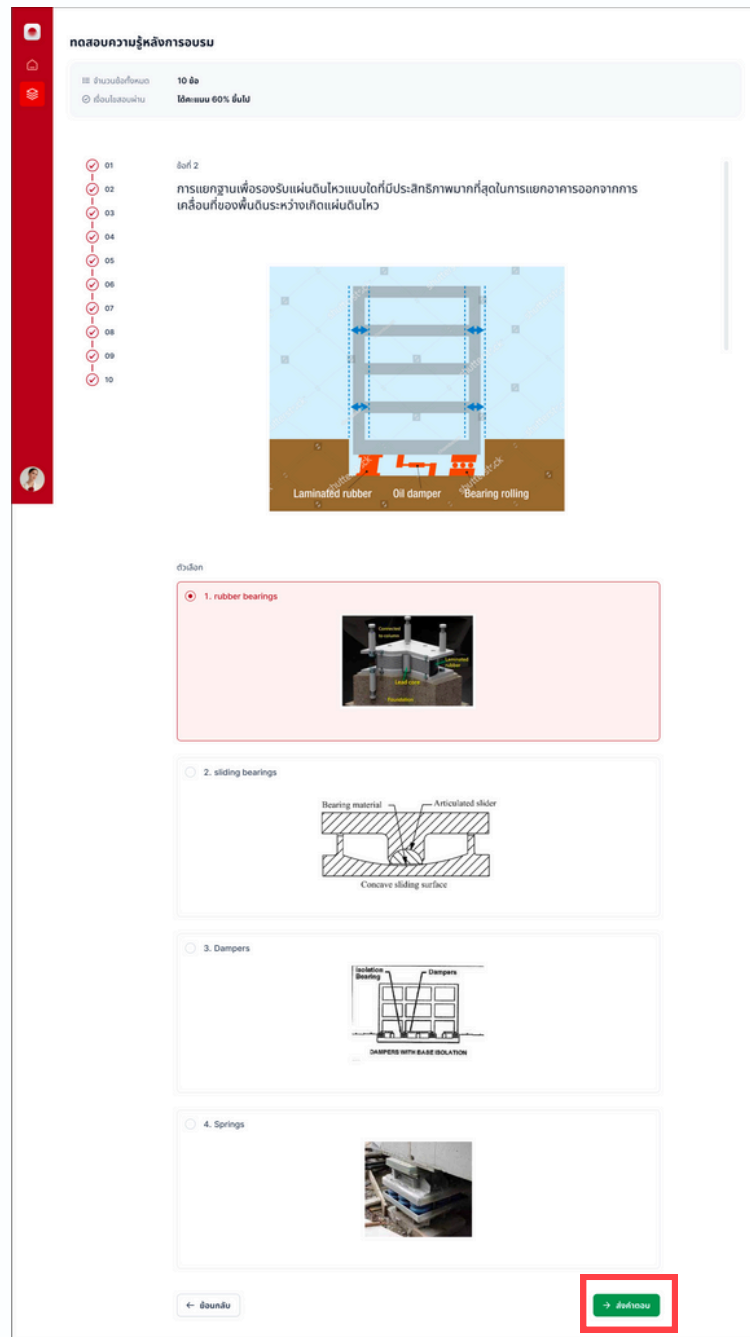 ทดสอบความรู้หลังการอบรม
จำนวนข้อทั้งหมด 10 ข้อ
เงื่อนไขสอบผ่าน ได้คะแนน 60% ขึ้นไป
01
02
03
04
05
06
07
08
09
10
ข้อที่ 2
การแยกฐานเพื่อรองรับแผ่นดินไหวแบบใดที่มีประสิทธิภาพมากที่สุดในการแยกอาคารออกจากการ
เคลื่อนที่ของพื้นดินระหว่างเกิดแผ่นดินไหว
Laminated rubber Oil damper Bearing rolling
ตัวเลือก
1. rubber bearings
Connected
to column
Laminated
rubber
Lead core
Foundation
2. sliding bearings
Bearing material Articulated slider
Concave sliding surface
3. Dampers
Isolation
Bearing
Dampers
DAMPERS WITH BASE ISOLATION
4. Springs
← ย้อนกลับ
→ ส่งคำตอบ